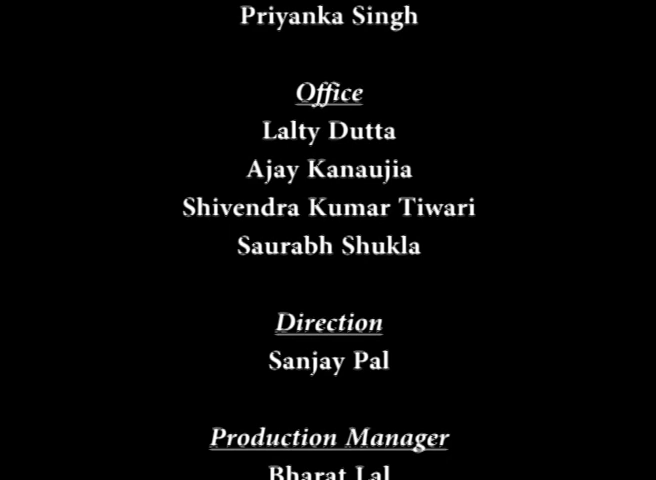 Priyanka Singh
Office
Lalty Dutta
Ajay Kanaujia
Shivendra Kumar Tiwari
Saurabh Shukla
Direction
Sanjay Pal
Production Manager
Bharat Lal